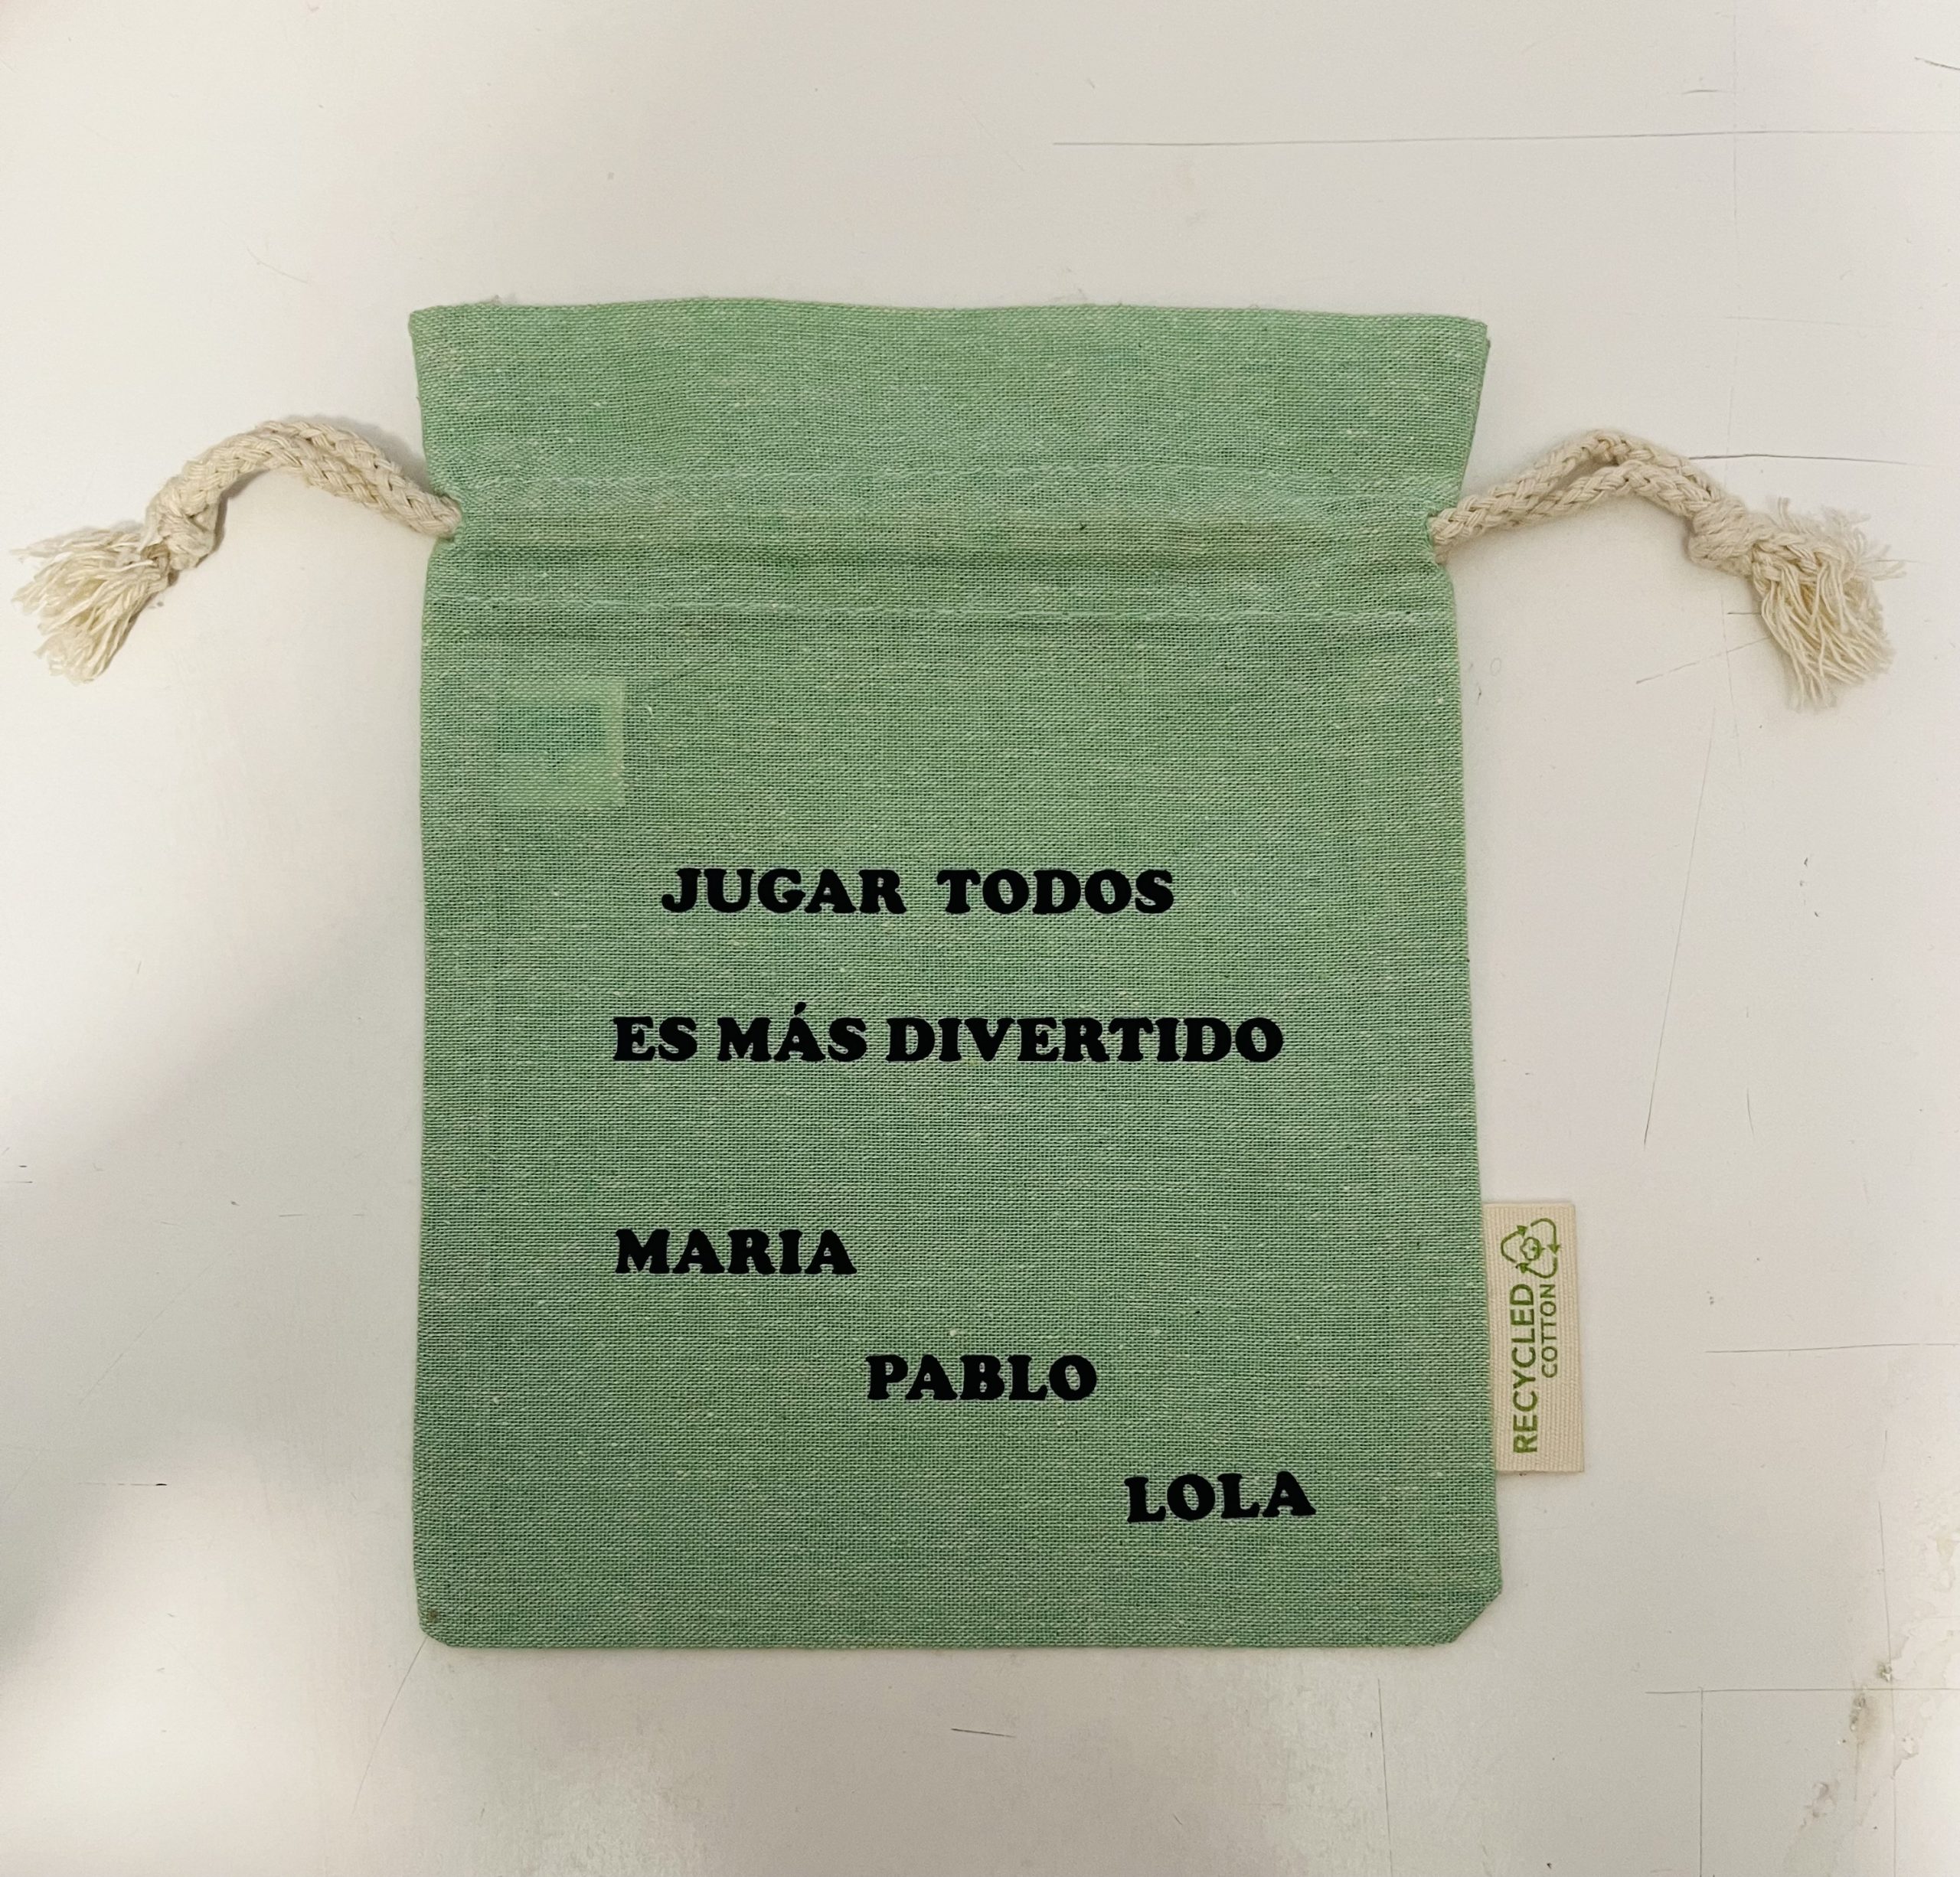 JUGAR TODOS
ES MÁS DIVERTIDO
MARIA
PABLO
LOLA
RECYCLED
COTTON